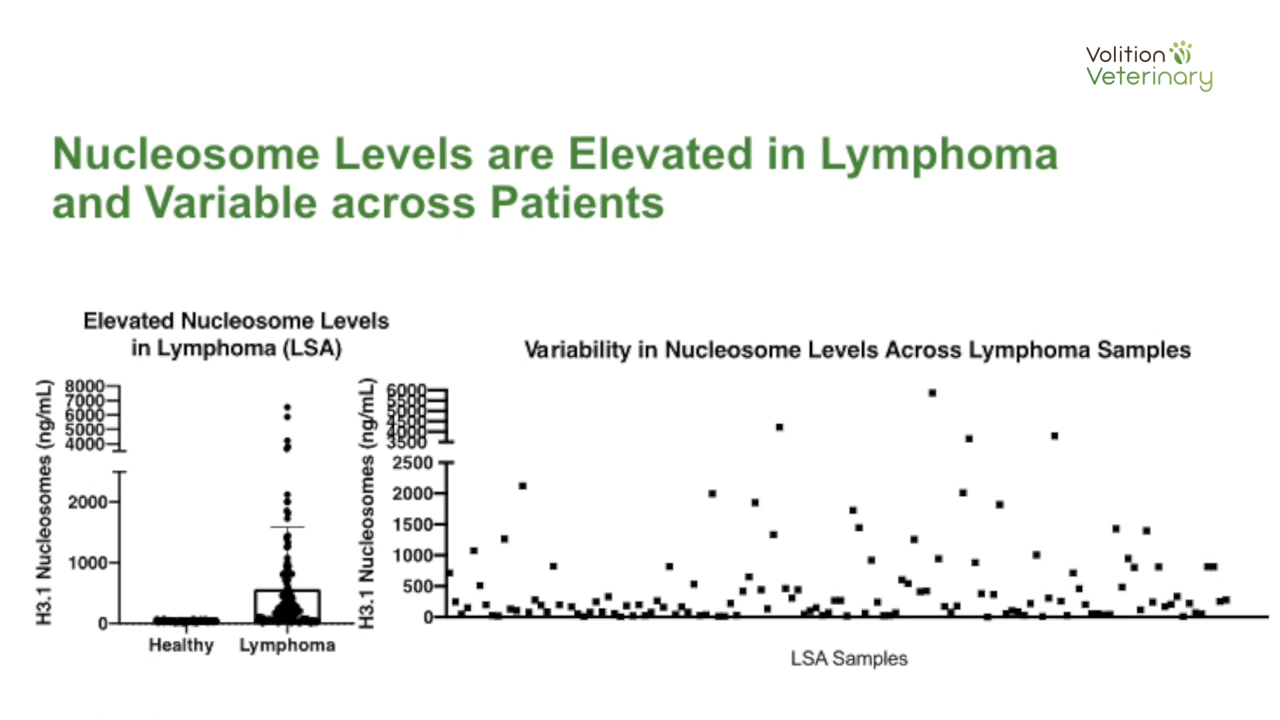 Volition
Veterinary
Nucleosome Levels are Elevated in Lymphoma
and Variable across Patients
Elevated Nucleosome Levels
in Lymphoma (LSA)
H3.1 Nucleosomes (ng/mL)
8000
7000
6000
5000
4000
2000
1000
0
Healthy
Lymphoma
Variability in Nucleosome Levels Across Lymphoma Samples
H3.1 Nucleosomes (ng/mL)
6000
5500
5000
4500
4000
3500
2500
2000
1500
1000
500
0
LSA Samples